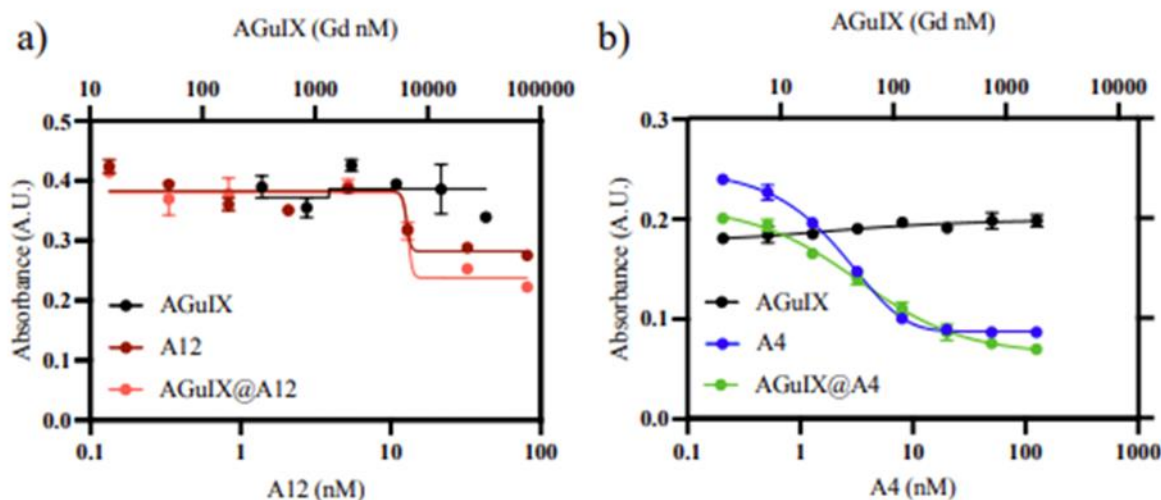 a)
AGuIX (Gd nM)
10 100 1000 10000 100000
0.5
0.4
0.3
0.2
0.1
0.0
Absorbance (A.U.)
AGuIX
A12
AGuIX@A12
0.1 1 10 100
A12 (nM)
b)
AGuIX (Gd nM)
10 100 1000 10000
0.3
0.2
0.1
0.0
Absorbance (A.U.)
AGuIX
A4
AGuIX@A4
0.1 1 10 100 1000
A4 (nM)